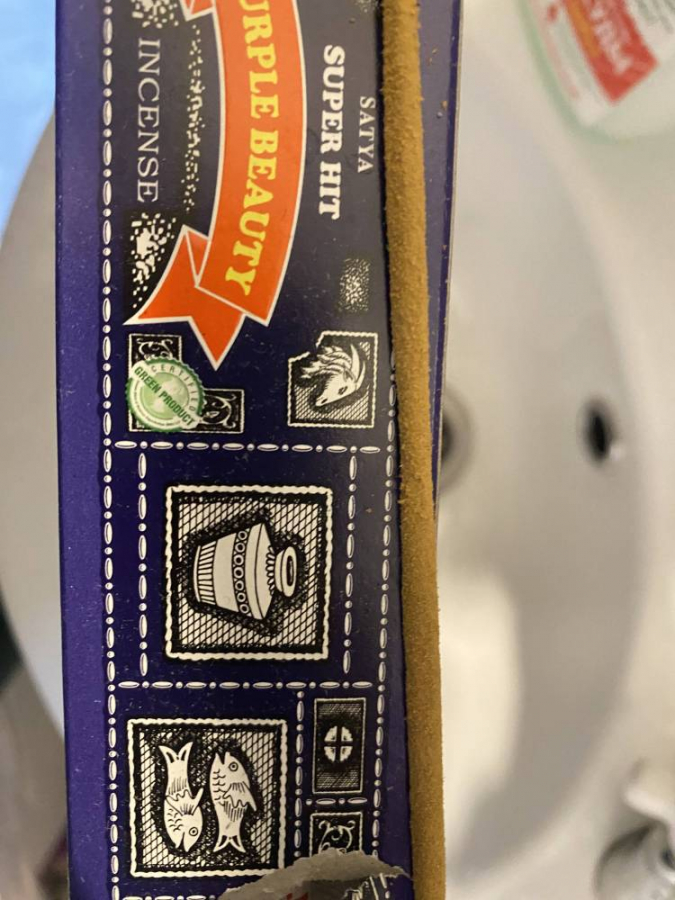 SATYA
SUPER HIT
URPLE BEAUTY
INCENSE
CERTIFIED
GREEN PRODUCT